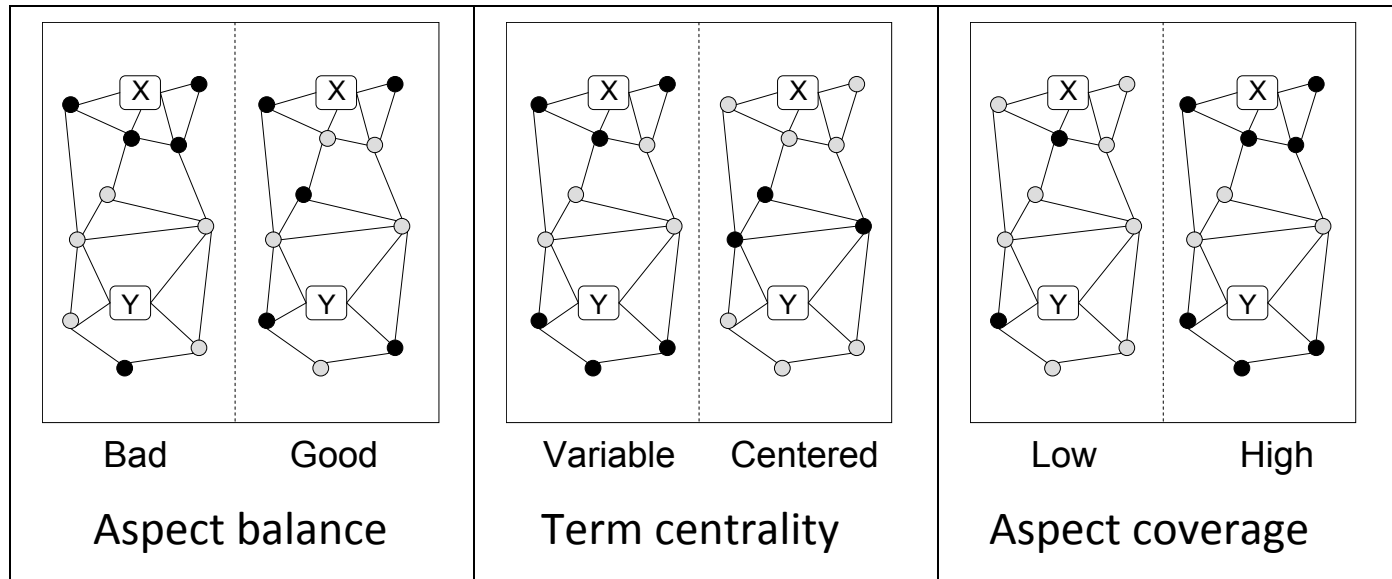 X X X X X X
Y Y Y Y Y Y
Bad Good Variable Centered Low High
Aspect balance Term centrality Aspect coverage